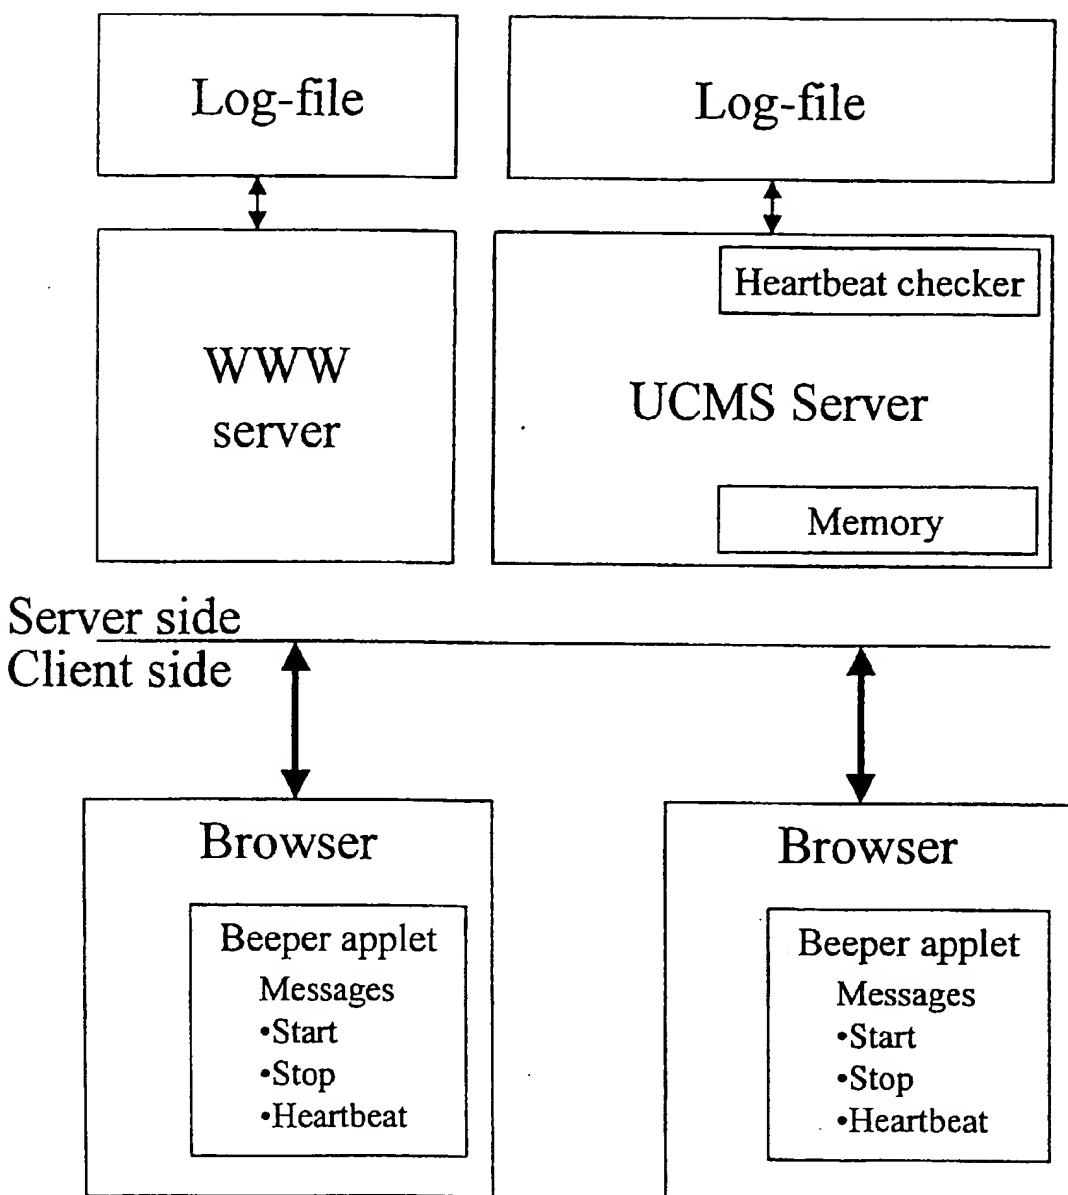 Log-file
Log-file
WWW
server
Heartbeat checker
UCMS Server
Memory
Server side
Client side
Browser
Beeper applet
Messages
•Start
•Stop
•Heartbeat
Browser
Beeper applet
Messages
•Start
•Stop
•Heartbeat